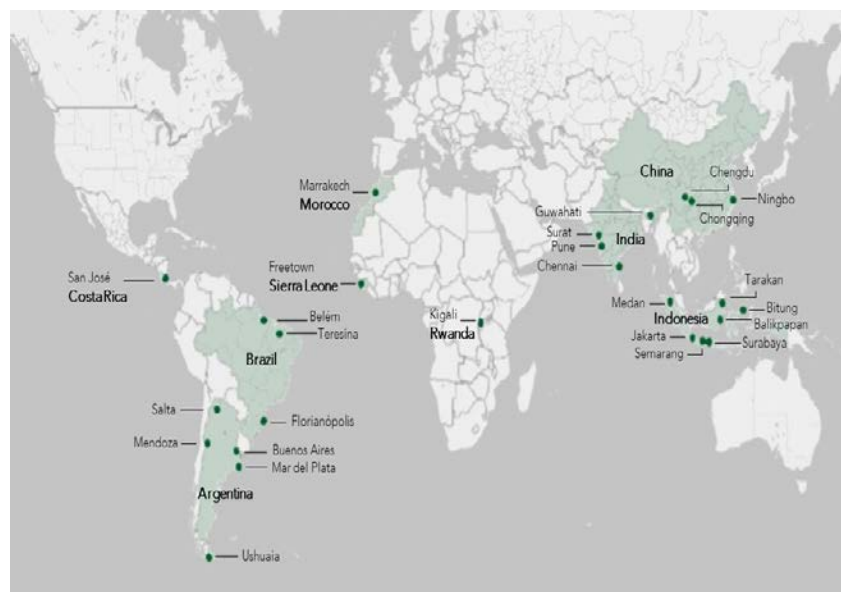 China
Chengdu
Marrakech
Morocco
Ningbo
Guwahati
Chongqing
Surat
India
Pune
Chennai
San José
CostaRica
Freetown
Sierra Leone
Tarakan
Medan
Bitung
Kigali
Rwanda
Indonesia
Balikpapan
Belém
Teresina
Jakarta
Surabaya
Semarang
Brazil
Salta
Florianópolis
Mendoza
Buenos Aires
Mar del Plata
Argentina
Ushuaia